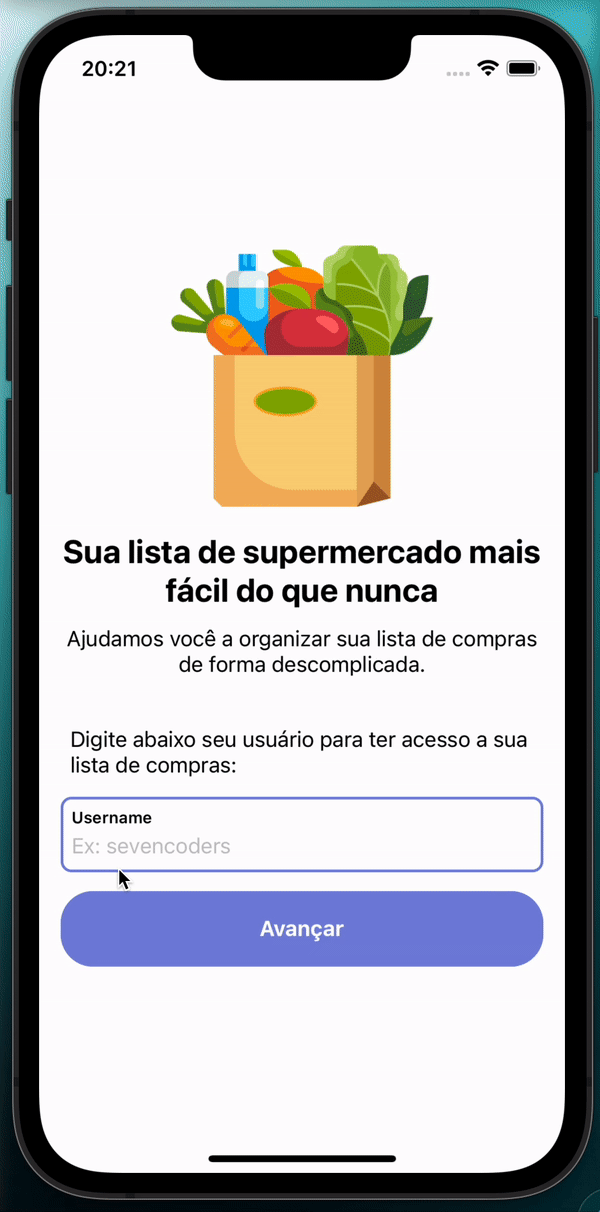 20:21
Sua lista de supermercado mais
fácil do que nunca
Ajudamos você a organizar sua lista de compras
de forma descomplicada.
Digite abaixo seu usuário para ter acesso a sua
lista de compras:
Username
Ex: sevencoders
Avançar